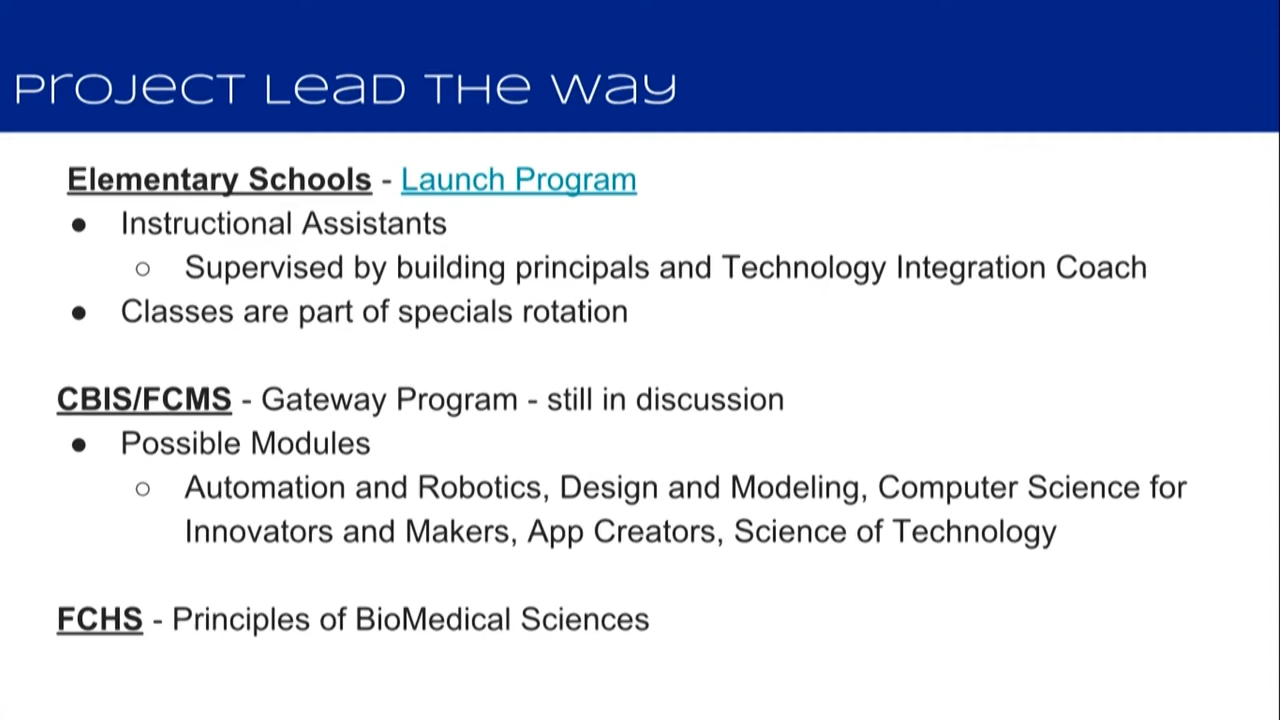 Project Lead The Way
Elementary Schools - Launch Program
● Instructional Assistants
○ Supervised by building principals and Technology Integration Coach
● Classes are part of specials rotation
CBIS/FCMS - Gateway Program - still in discussion
● Possible Modules
○ Automation and Robotics, Design and Modeling, Computer Science for
Innovators and Makers, App Creators, Science of Technology
FCHS - Principles of BioMedical Sciences